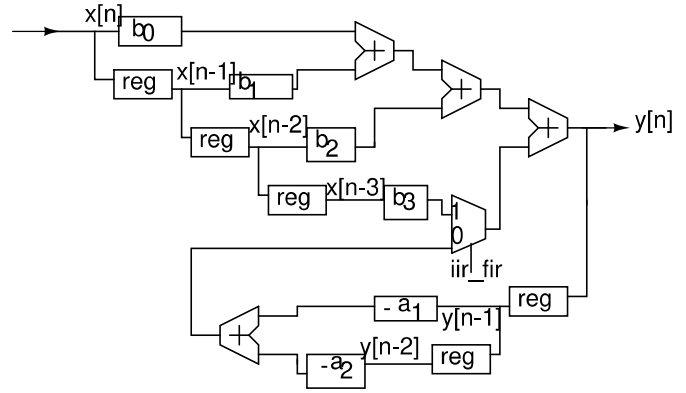 x[n]
b0
reg
x[n-1]
b1
+
reg
x[n-2]
b2
+
reg
x[n-3]
b3
+
y[n]
1
0
iir_fir
+
- a1
y[n-1]
reg
-a2
y[n-2]
reg